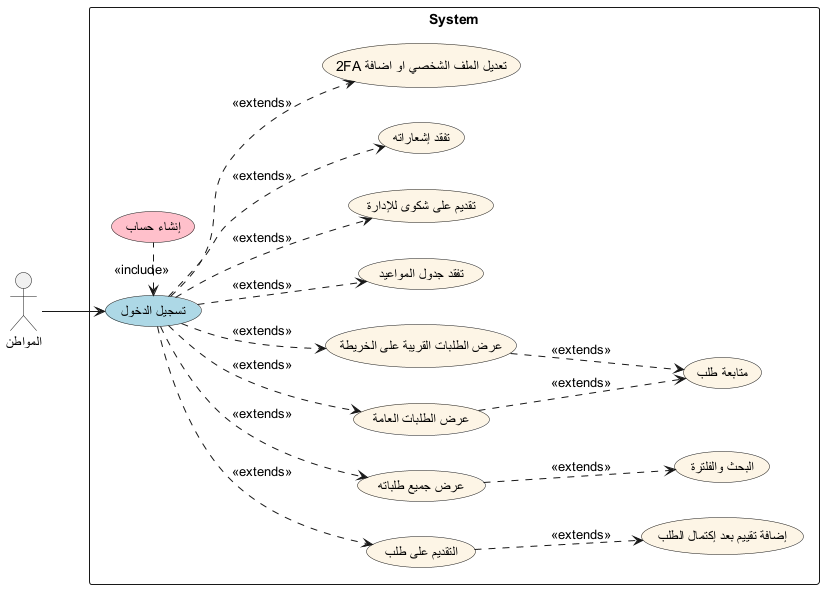 System
تعديل الملف الشخصي او اضافة 2FA
«extends»
تفقد إشعاراته
«extends»
تقديم على شكوى للإدارة
إنشاء حساب
«extends»
«include»
تفقد جدول المواعيد
«extends»
تسجيل الدخول
المواطن
«extends»
عرض الطلبات القريبة على الخريطة
«extends»
متابعة طلب
«extends»
«extends»
عرض الطلبات العامة
«extends»
«extends»
البحث والفلترة
عرض جميع طلباته
«extends»
«extends»
إضافة تقييم بعد إكتمال الطلب
التقديم على طلب